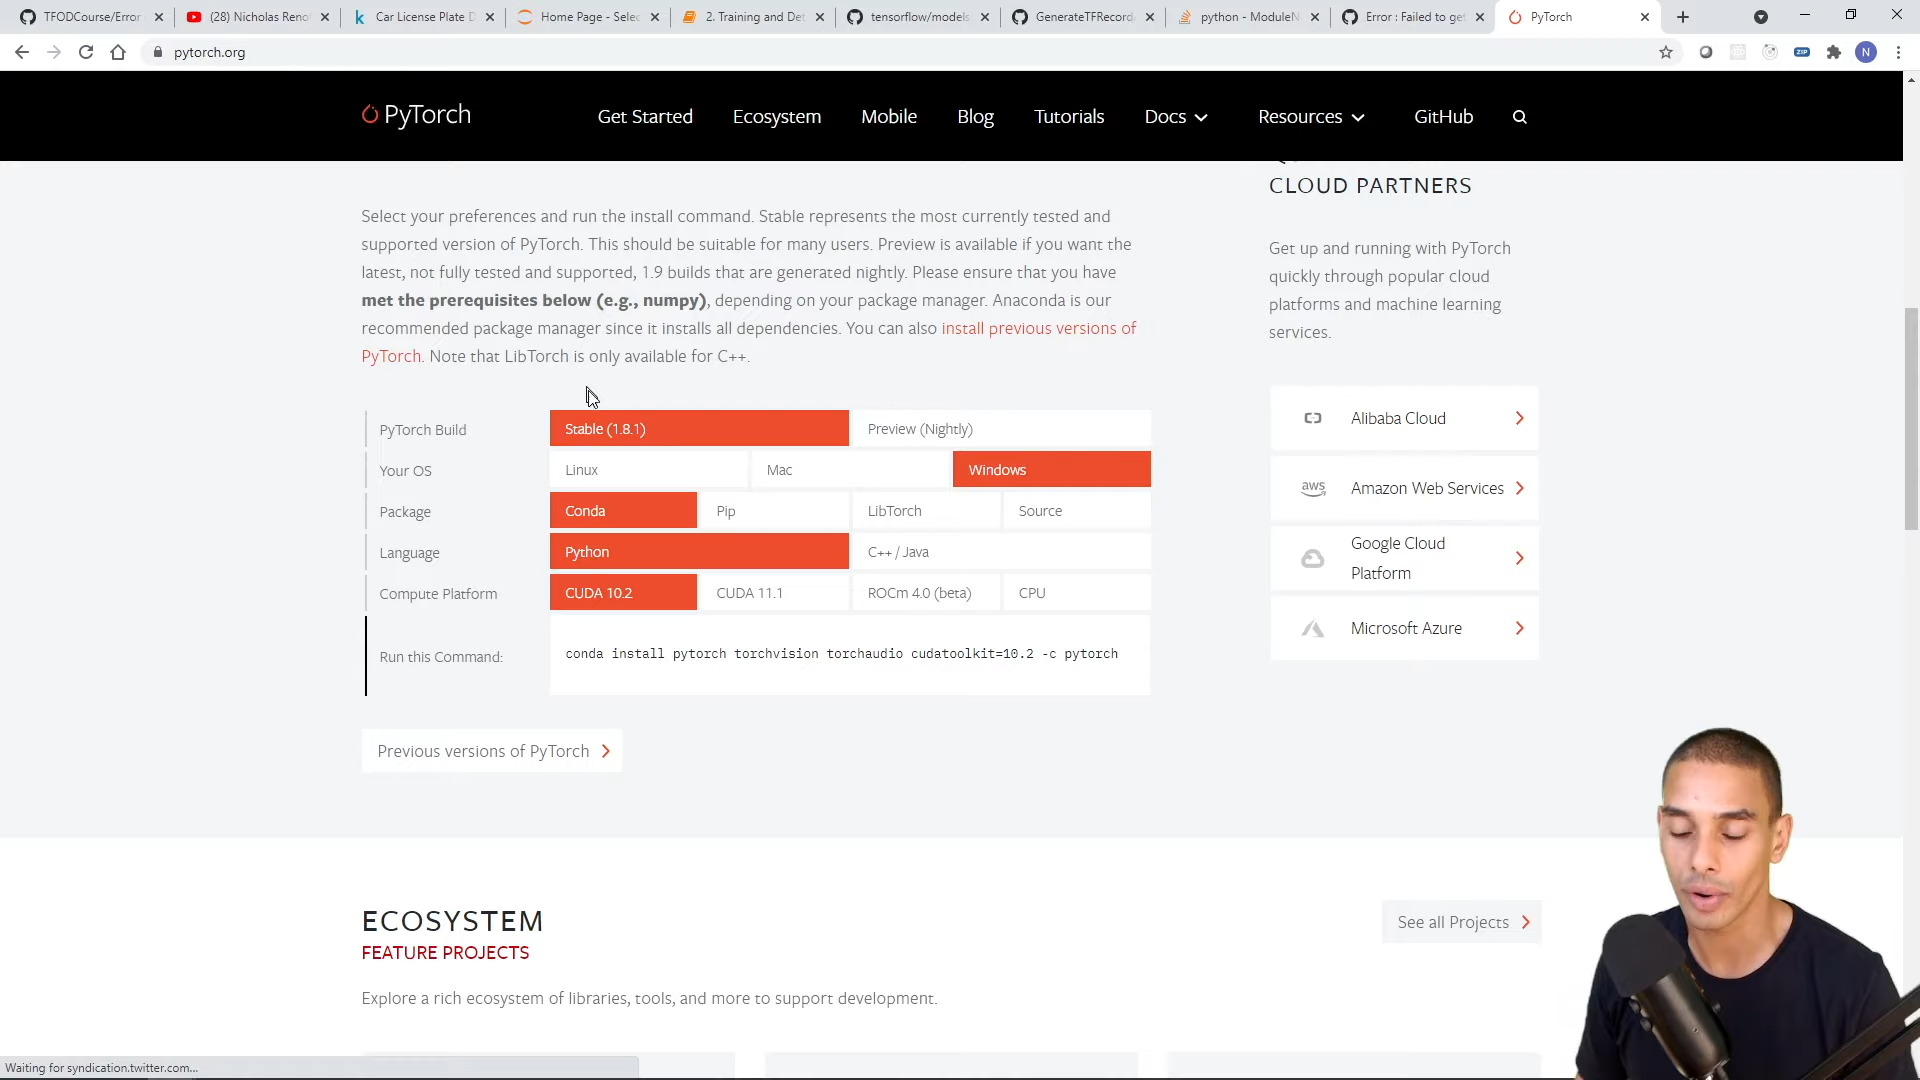 TFODCourse/Error
(28) Nicholas Reno
Car License Plate D
Home Page - Selec
2. Training and Det
tensorflow/models
GenerateTFRecord
python - ModuleN
Error : Failed to get
PyTorch
pytorch.org
ZIP
N
PyTorch
Get Started
Ecosystem
Mobile
Blog
Tutorials
Docs
Resources
GitHub
Select your preferences and run the install command. Stable represents the most currently tested and
supported version of PyTorch. This should be suitable for many users. Preview is available if you want the
latest, not fully tested and supported, 1.9 builds that are generated nightly. Please ensure that you have
met the prerequisites below (e.g., numpy), depending on your package manager. Anaconda is our
recommended package manager since it installs all dependencies. You can also install previous versions of
PyTorch. Note that LibTorch is only available for C++.
PyTorch Build
Stable (1.8.1)
Preview (Nightly)
Your OS
Linux
Mac
Windows
Package
Conda
Pip
LibTorch
Source
Language
Python
C++ / Java
Compute Platform
CUDA 10.2
CUDA 11.1
ROCm 4.0 (beta)
CPU
Run this Command:
conda install pytorch torchvision torchaudio cudatoolkit=10.2 -c pytorch
Previous versions of PyTorch
CLOUD PARTNERS
Get up and running with PyTorch
quickly through popular cloud
platforms and machine learning
services.
Alibaba Cloud
aws
Amazon Web Services
Google Cloud
Platform
Microsoft Azure
ECOSYSTEM
FEATURE PROJECTS
See all Projects
Explore a rich ecosystem of libraries, tools, and more to support development.
Waiting for syndication.twitter.com...